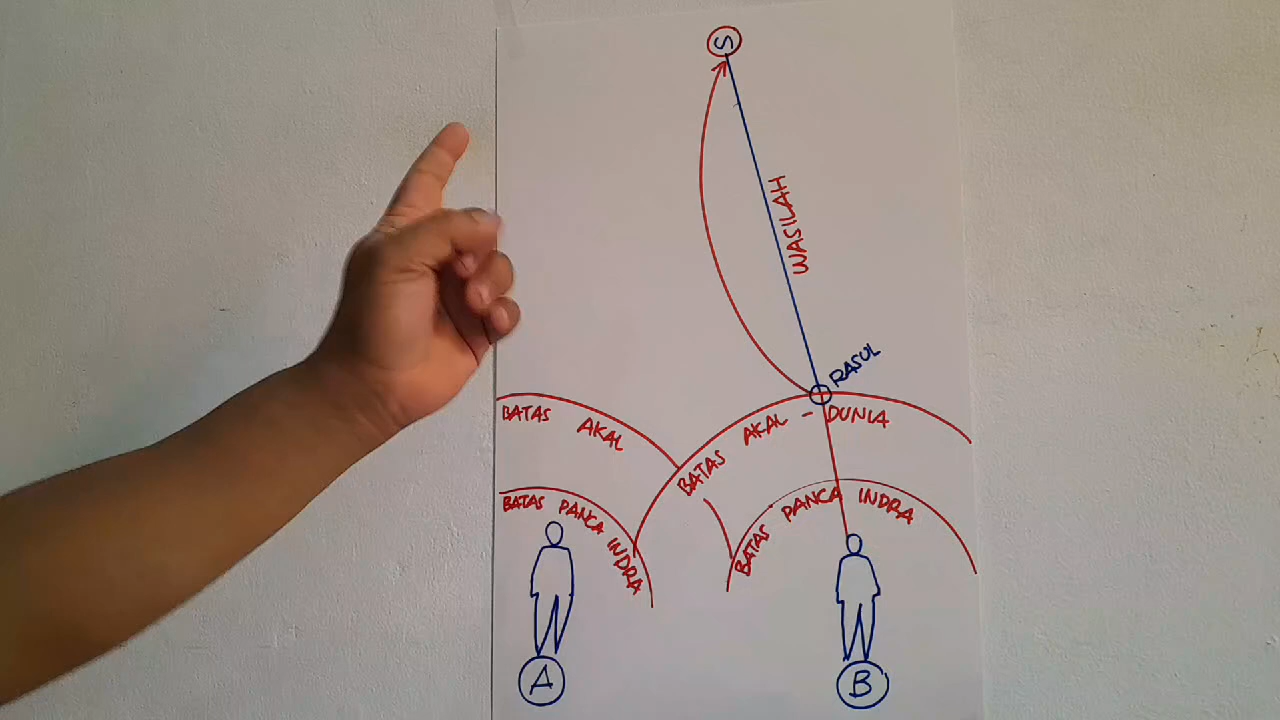 S
WASILAH
RASUL
BATAS AKAL
BATAS AKAL - DUNIA
BATAS PANCA INDRA
BATAS PANCA INDRA
A
B